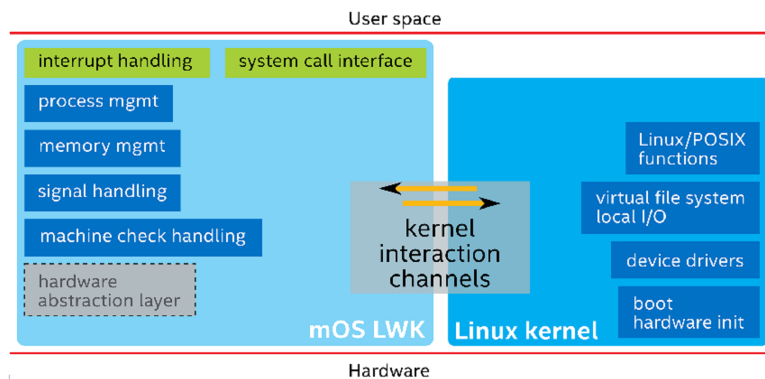 User space
interrupt handling
system call interface
process mgmt
memory mgmt
signal handling
machine check handling
hardware
abstraction layer
mOS LWK
kernel
interaction
channels
Linux/POSIX
functions
virtual file system
local I/O
device drivers
boot
hardware init
Linux kernel
Hardware